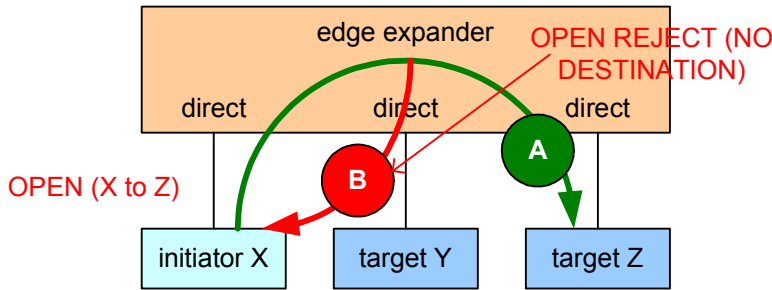 edge expander
OPEN REJECT (NO
DESTINATION)
direct
direct
direct
A
B
OPEN (X to Z)
initiator X
target Y
target Z